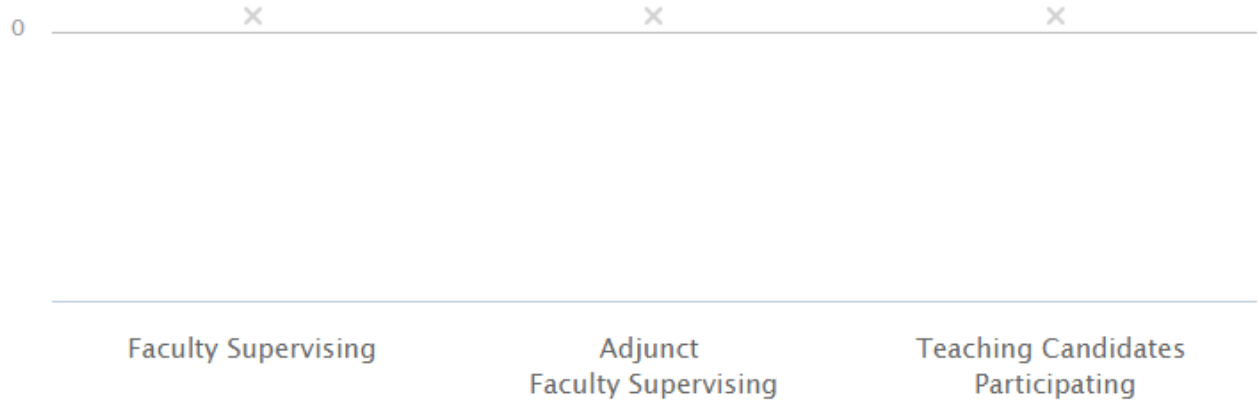 0
Faculty Supervising
Adjunct
Faculty Supervising
Teaching Candidates
Participating